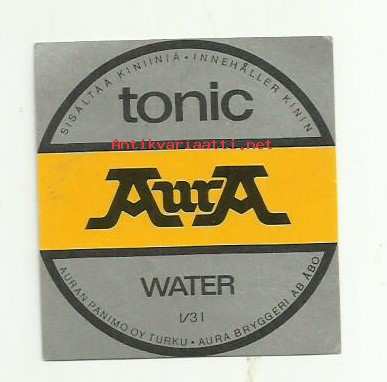 SISÄLTÄÄ KINIINIÄ • INNEHÅLLER KININ
tonic
Antikvariaatti.net
AurA
WATER
1/3 l
AURAN PANIMO OY TURKU • AURA BRYGGERI AB ÅBO